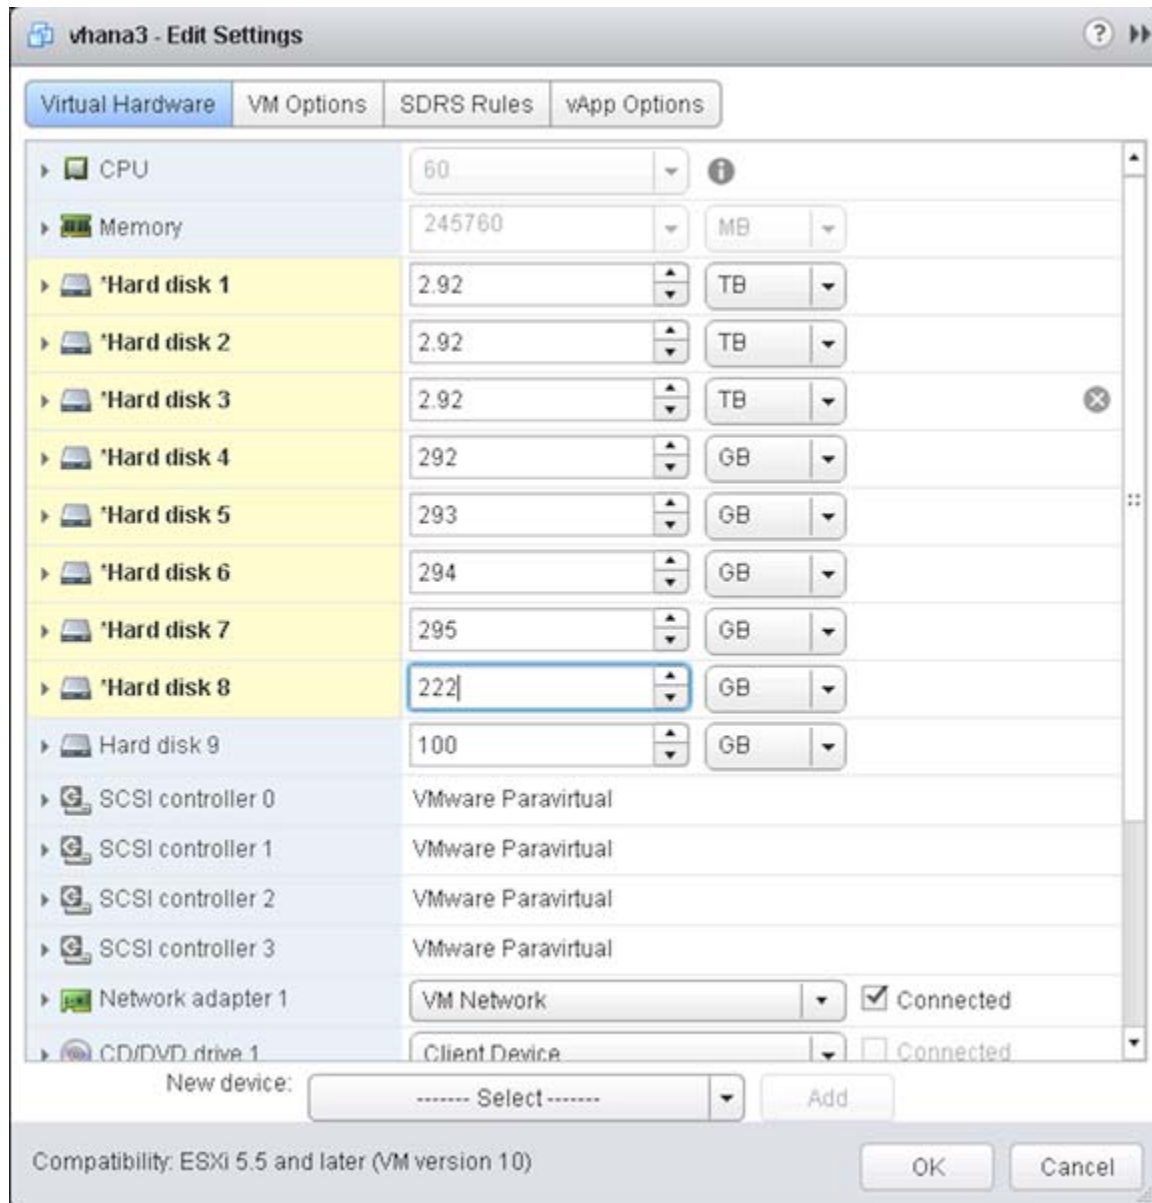 vhana3 - Edit Settings
?
Virtual Hardware VM Options SDRS Rules vApp Options
CPU 60
Memory 245760 MB
*Hard disk 1 2.92 TB
*Hard disk 2 2.92 TB
*Hard disk 3 2.92 TB
*Hard disk 4 292 GB
*Hard disk 5 293 GB
*Hard disk 6 294 GB
*Hard disk 7 295 GB
*Hard disk 8 222 GB
Hard disk 9 100 GB
SCSI controller 0 VMware Paravirtual
SCSI controller 1 VMware Paravirtual
SCSI controller 2 VMware Paravirtual
SCSI controller 3 VMware Paravirtual
Network adapter 1 VM Network Connected
CD/DVD drive 1 Client Device Connected
New device: ------- Select ------- Add
Compatibility: ESXi 5.5 and later (VM version 10) OK Cancel